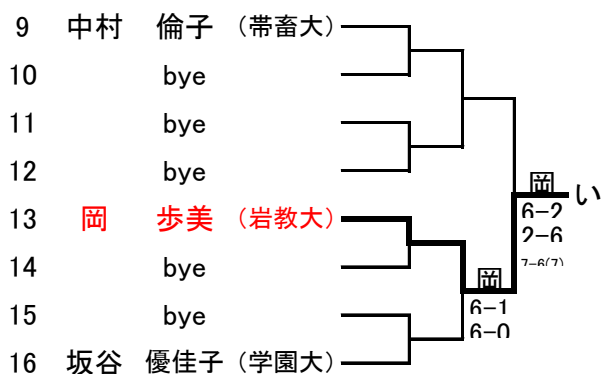 9 中村 倫子 (帯畜大)
10 bye
11 bye
12 bye
13 岡 歩美 (岩教大)
14 bye
15 bye
16 坂谷 優佳子 (学園大)
岡 い
6-2
2-6
7-6(7)
岡
6-1
6-0